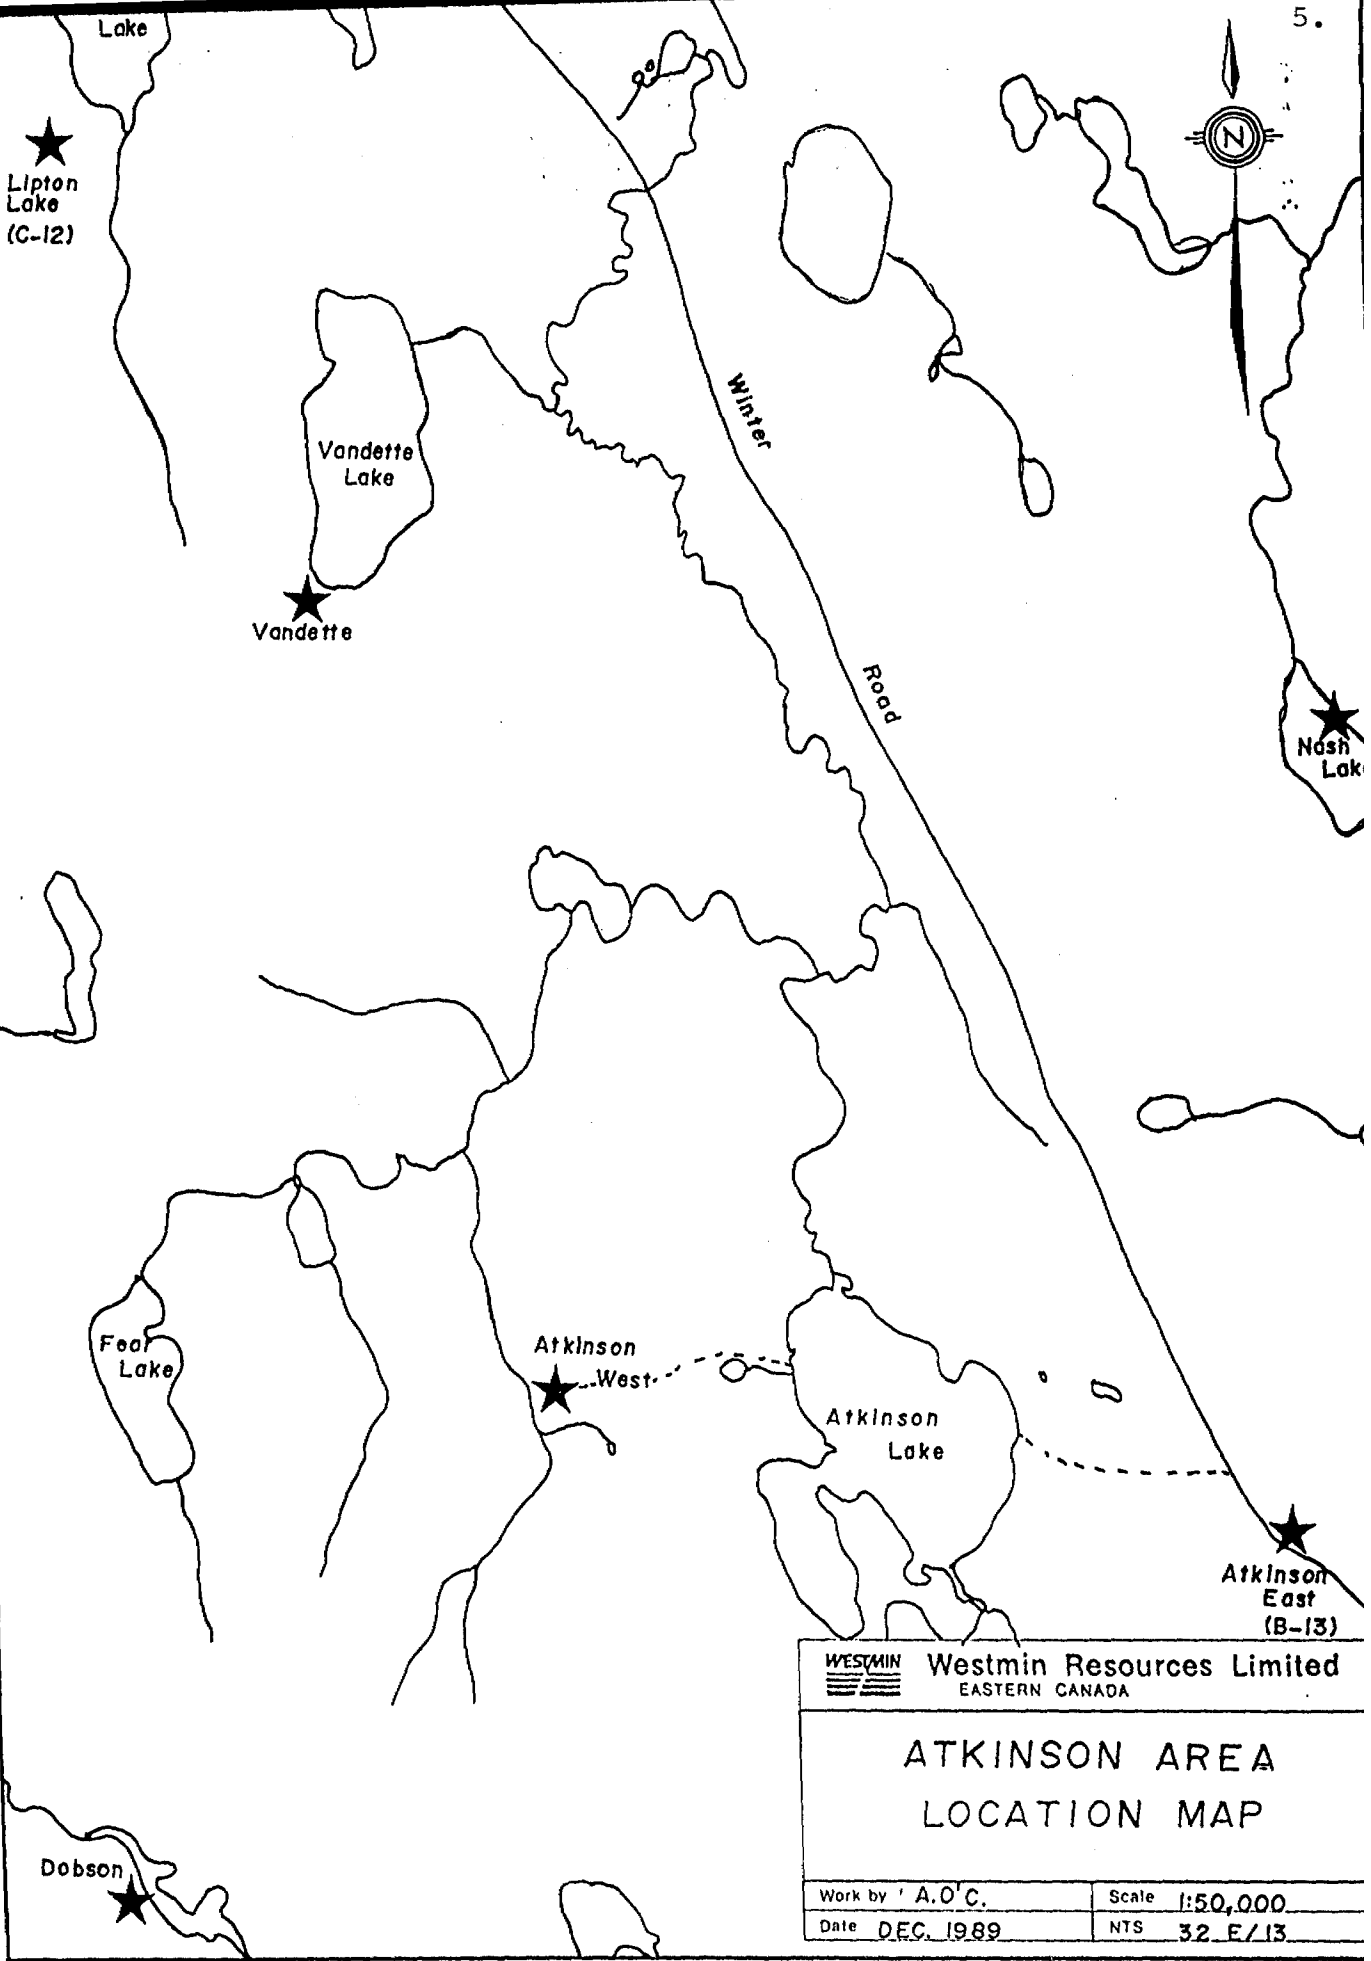 5.
Lake
N
Lipton
Lake
(C-12)
Winter
Vandette
Lake
Vandette
Road
Nash
Lake
Atkinson
West
Fear
Lake
Atkinson
Lake
Atkinson
East
(B-13)
WESTMIN
Westmin Resources Limited
EASTERN CANADA
ATKINSON AREA
LOCATION MAP
Work by A.O'C.
Scale 1:50,000
Date DEC. 1989
NTS 32 E/13
Dobson